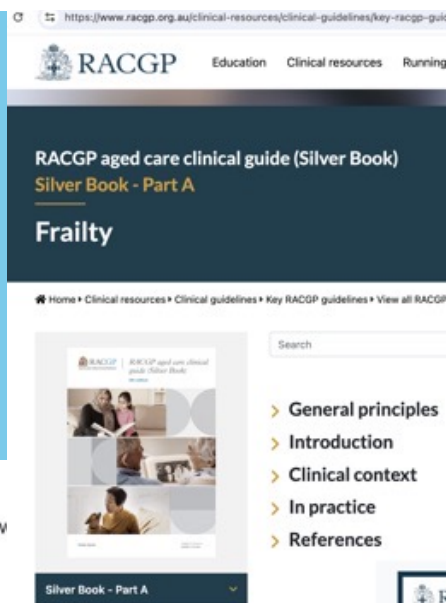 https://www.racgp.org.au/clinical-resources/clinical-guidelines/key-racgp-gui
RACGP
Education Clinical resources Running
RACGP aged care clinical guide (Silver Book)
Silver Book - Part A
Frailty
Home Clinical resources Clinical guidelines Key RACGP guidelines View all RACGP
Search
RACGP
RACGP aged care clinical
guide (Silver Book)
General principles
Introduction
Clinical context
In practice
References
Silver Book - Part A